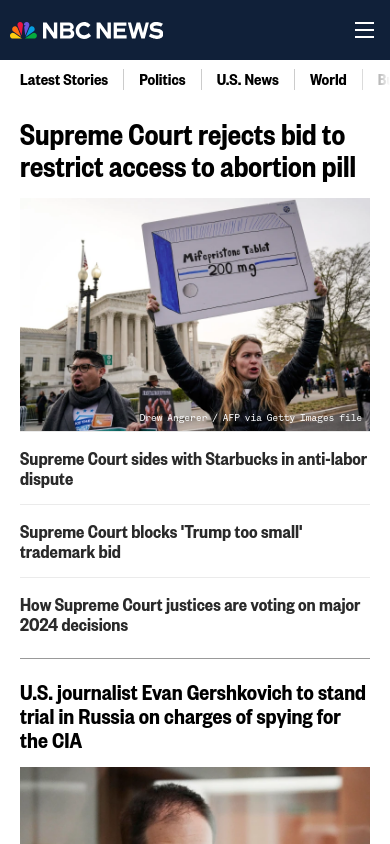 NBC NEWS
Latest Stories
Politics
U.S. News
World
Supreme Court rejects bid to
restrict access to abortion pill
Mifepristone Tablet
200 mg
Drew Angerer / AFP via Getty Images file
Supreme Court sides with Starbucks in anti-labor
dispute
Supreme Court blocks 'Trump too small'
trademark bid
How Supreme Court justices are voting on major
2024 decisions
U.S. journalist Evan Gershkovich to stand
trial in Russia on charges of spying for
the CIA